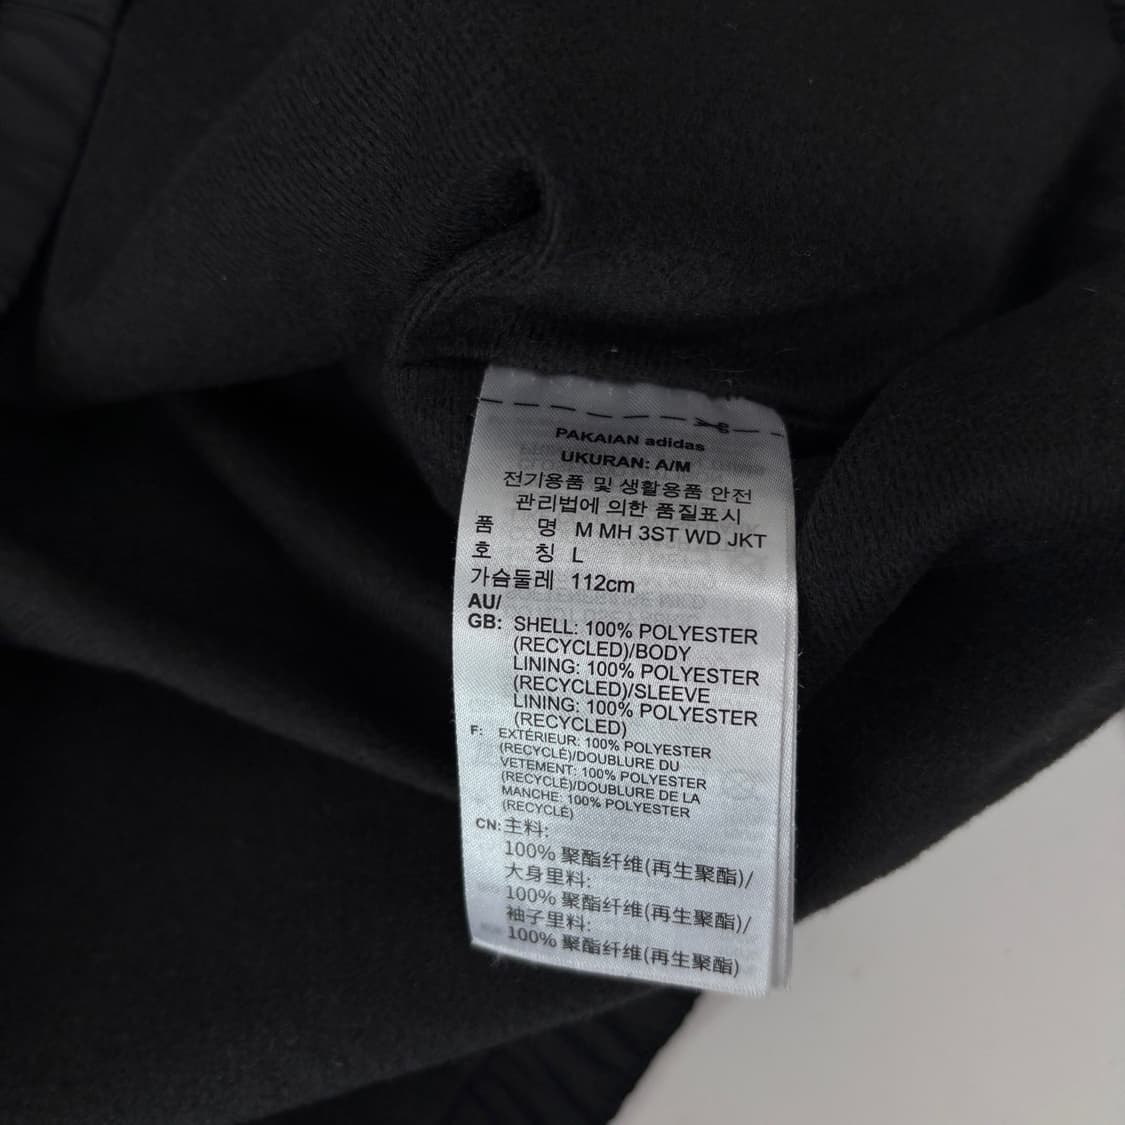 PAKAIAN adidas
UKURAN: A/M
전기용품 및 생활용품 안전
관리법에 의한 품질표시
품 명 M MH 3ST WD JKT
호 칭 L
가슴둘레 112cm
AU/
GB: SHELL: 100% POLYESTER
(RECYCLED)/BODY
LINING: 100% POLYESTER
(RECYCLED)/SLEEVE
LINING: 100% POLYESTER
(RECYCLED)
F: EXTÉRIEUR: 100% POLYESTER
(RECYCLÉ)/DOUBLURE DU
VETEMENT: 100% POLYESTER
(RECYCLÉ)/DOUBLURE DE LA
MANCHE: 100% POLYESTER
(RECYCLÉ)
CN: 主料:
100% 聚酯纤维(再生聚酯)/
大身里料:
100% 聚酯纤维(再生聚酯)/
袖子里料:
100% 聚酯纤维(再生聚酯)